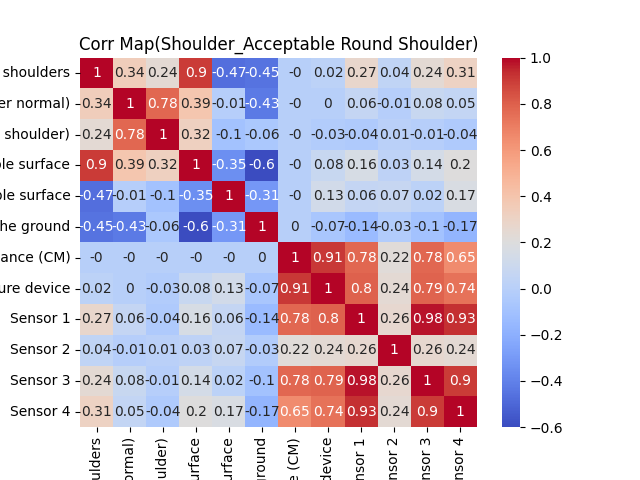 Corr Map(Shoulder_Acceptable Round Shoulder)
shoulders 1 0.34 0.24 0.9 -0.47 -0.45 -0 0.02 0.27 0.04 0.24 0.31
er normal) 0.34 1 0.78 0.39 -0.01 -0.43 -0 0 0.06 -0.01 0.08 0.05
shoulder) 0.24 0.78 1 0.32 -0.1 -0.06 -0 -0.03 -0.04 0.01 -0.01 -0.04
le surface 0.9 0.39 0.32 1 -0.35 -0.6 -0 0.08 0.16 0.03 0.14 0.2
le surface -0.47 -0.01 -0.1 -0.35 1 -0.31 -0 0.13 0.06 0.07 0.02 0.17
he ground -0.45 -0.43 -0.06 -0.6 -0.31 1 0 -0.07 -0.14 -0.03 -0.1 -0.17
ance (CM) -0 -0 -0 -0 -0 0 1 0.91 0.78 0.22 0.78 0.65
ure device 0.02 0 -0.03 0.08 0.13 -0.07 0.91 1 0.8 0.24 0.79 0.74
Sensor 1 0.27 0.06 -0.04 0.16 0.06 -0.14 0.78 0.8 1 0.26 0.98 0.93
Sensor 2 0.04 -0.01 0.01 0.03 0.07 -0.03 0.22 0.24 0.26 1 0.26 0.24
Sensor 3 0.24 0.08 -0.01 0.14 0.02 -0.1 0.78 0.79 0.98 0.26 1 0.9
Sensor 4 0.31 0.05 -0.04 0.2 0.17 -0.17 0.65 0.74 0.93 0.24 0.9 1
ulders
ormal)
ulder)
urface
urface
ground
e (CM)
device
ensor 1
ensor 2
ensor 3
ensor 4
1.0
0.8
0.6
0.4
0.2
0.0
−0.2
−0.4
−0.6